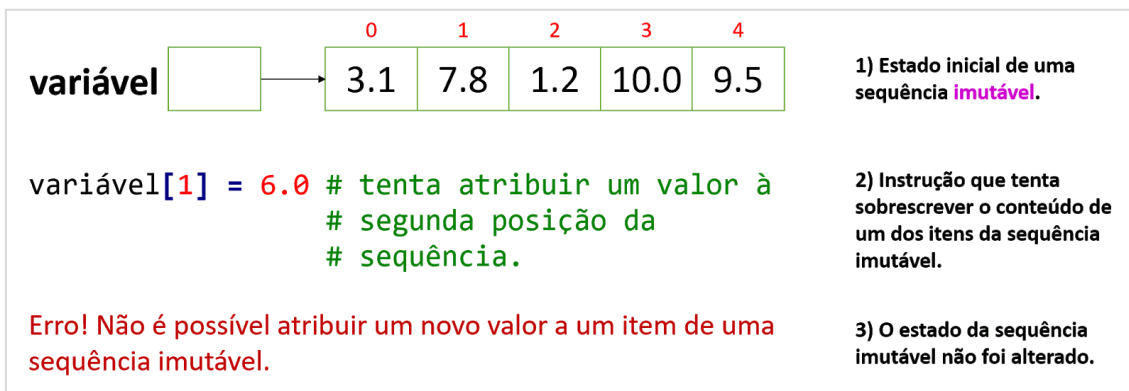 0 1 2 3 4
variável 3.1 7.8 1.2 10.0 9.5
1) Estado inicial de uma
sequência imutável.
variável[1] = 6.0 # tenta atribuir um valor à
# segunda posição da
# sequência.
2) Instrução que tenta
sobrescrever o conteúdo de
um dos itens da sequência
imutável.
Erro! Não é possível atribuir um novo valor a um item de uma
sequência imutável.
3) O estado da sequência
imutável não foi alterado.